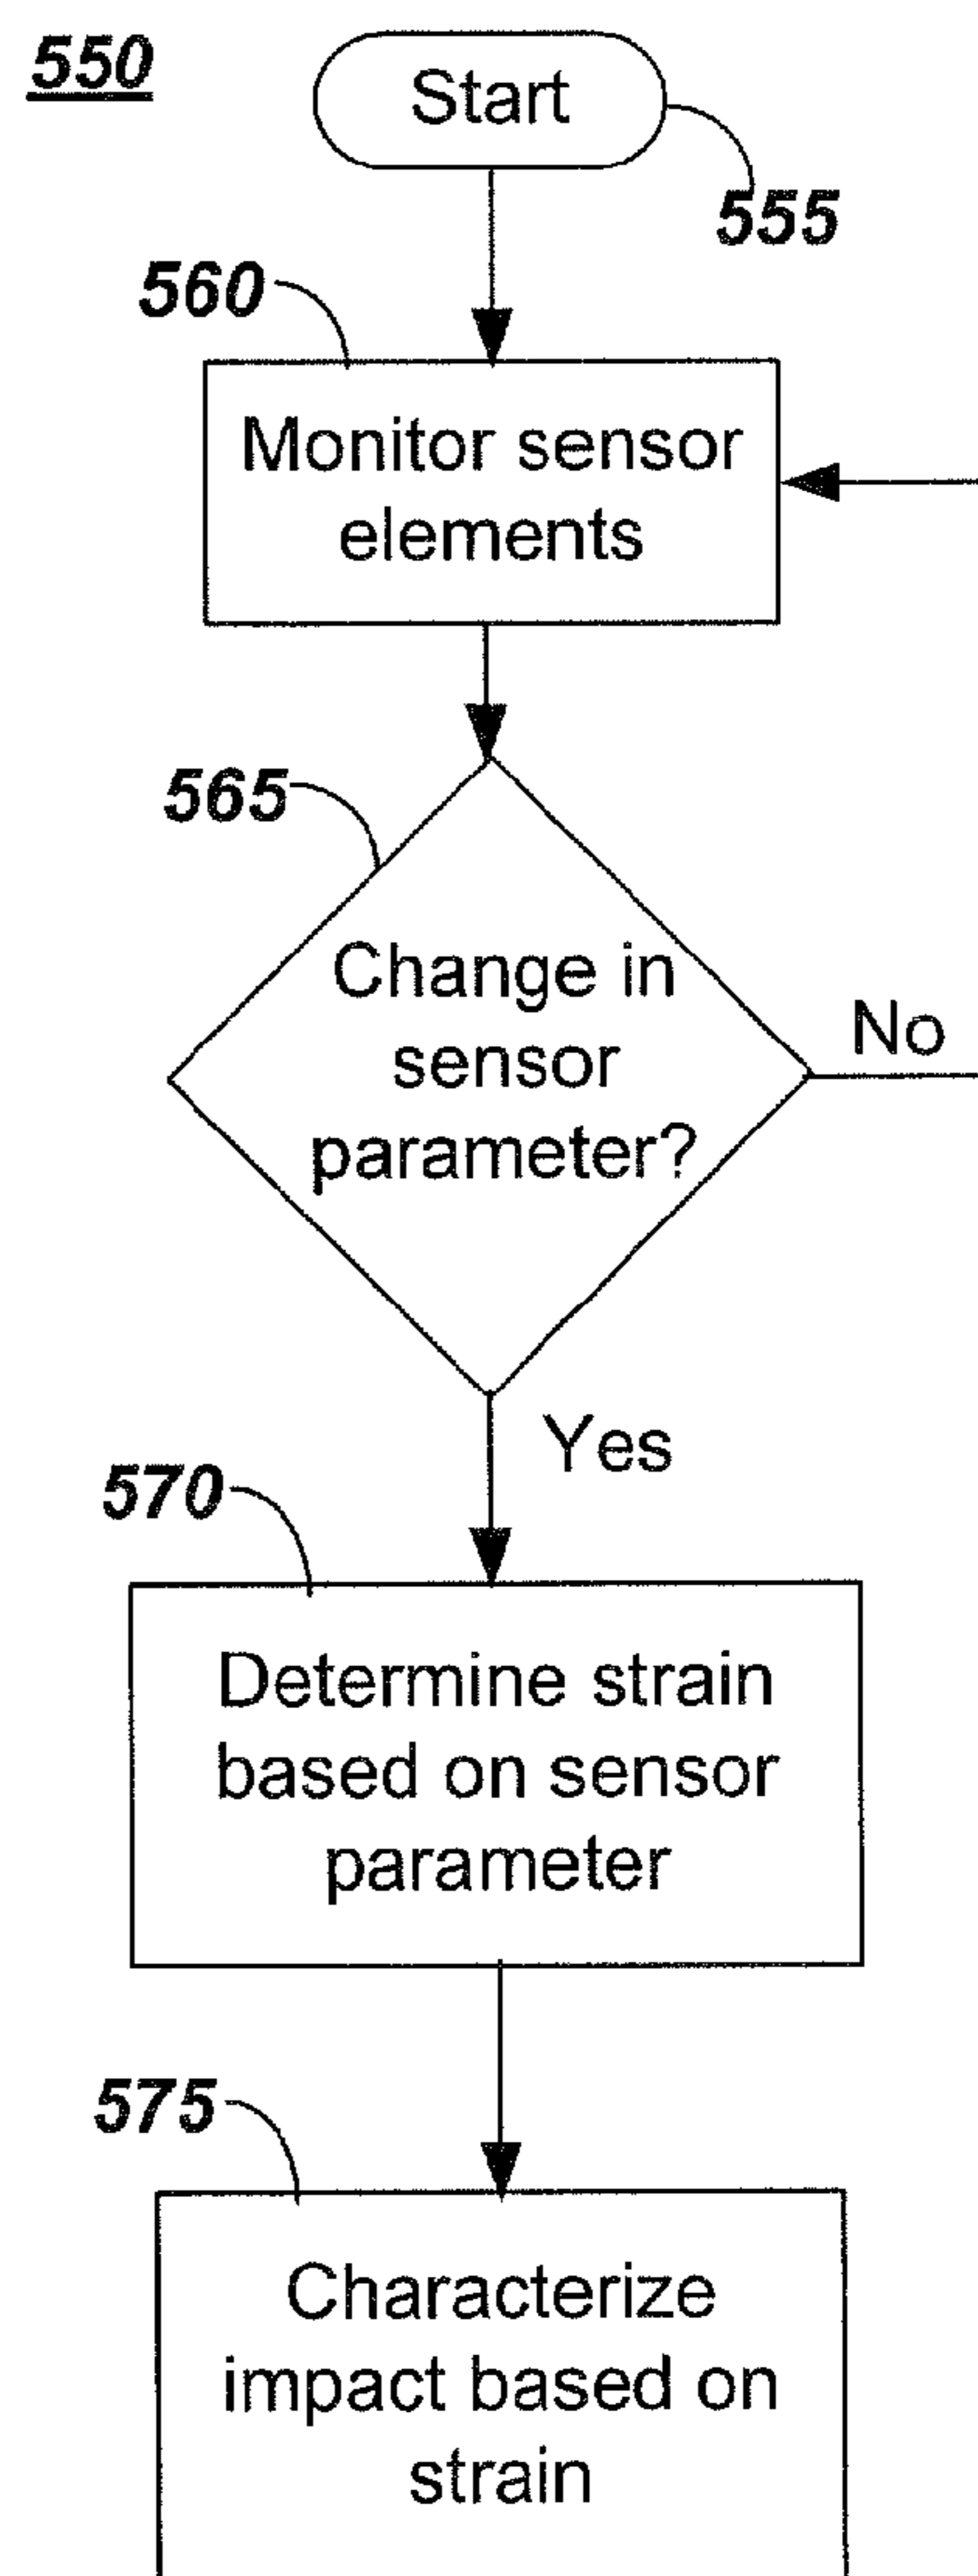 550
Start
555
560
Monitor sensor
elements
565
Change in
sensor
parameter?
No
Yes
570
Determine strain
based on sensor
parameter
575
Characterize
impact based on
strain